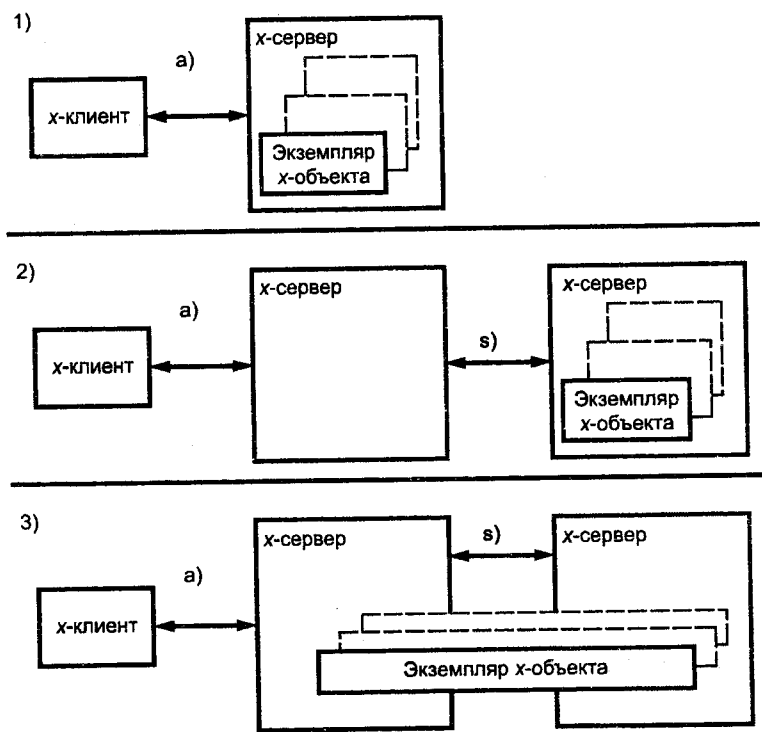 1)
x-сервер
а)
x-клиент
Экземпляр
x-объекта
2)
x-сервер
x-сервер
а)
s)
x-клиент
Экземпляр
x-объекта
3)
x-сервер
s)
x-сервер
а)
x-клиент
Экземпляр x-объекта